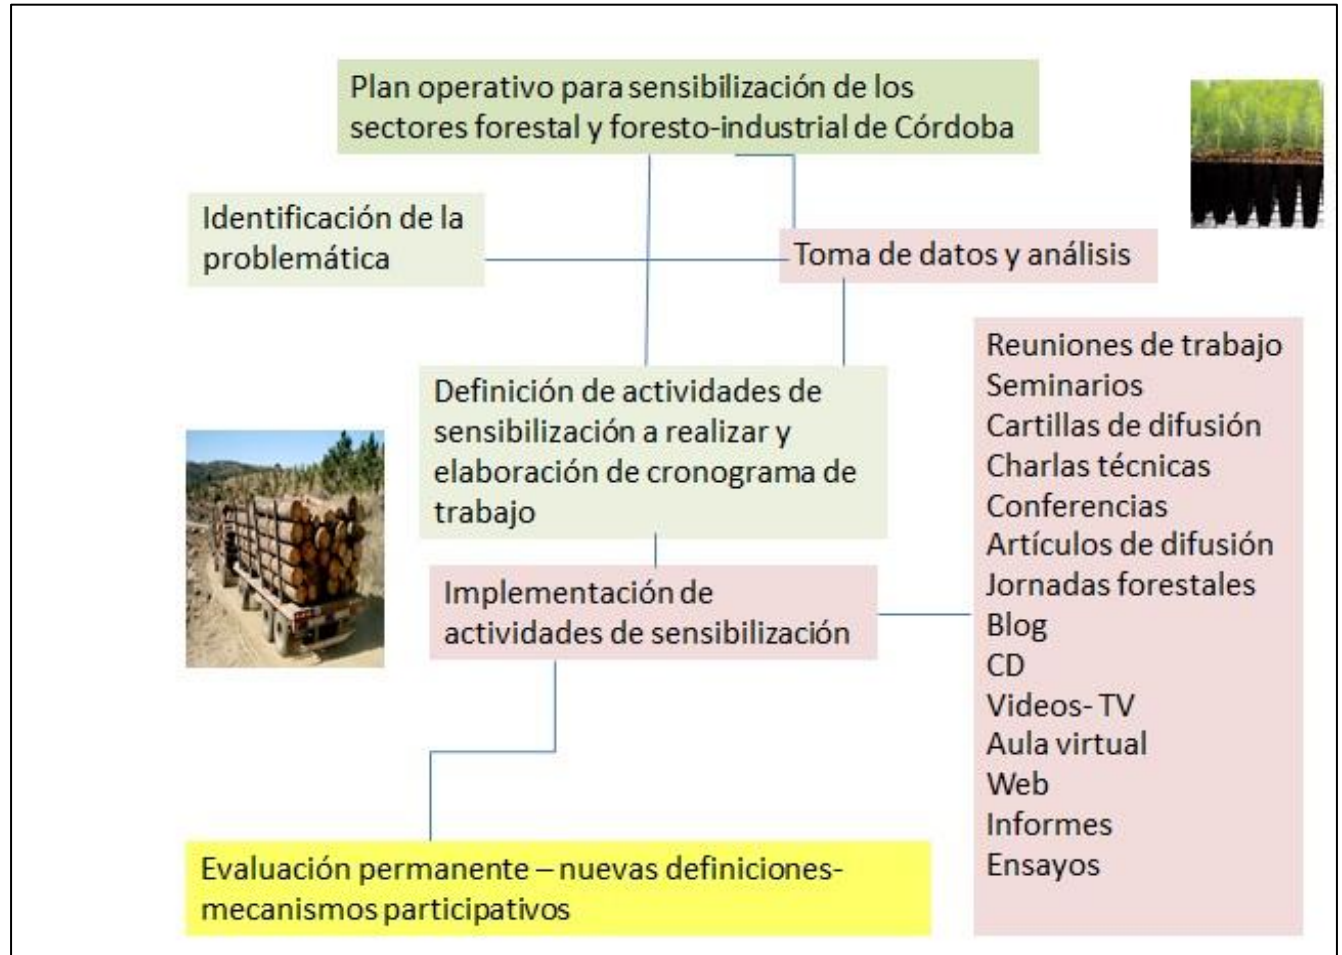 Plan operativo para sensibilización de los
sectores forestal y foresto-industrial de Córdoba
Identificación de la
problemática
Toma de datos y análisis
Definición de actividades de
sensibilización a realizar y
elaboración de cronograma de
trabajo
Implementación de
actividades de sensibilización
Reuniones de trabajo
Seminarios
Cartillas de difusión
Charlas técnicas
Conferencias
Artículos de difusión
Jornadas forestales
Blog
CD
Videos- TV
Aula virtual
Web
Informes
Ensayos
Evaluación permanente – nuevas definiciones-
mecanismos participativos